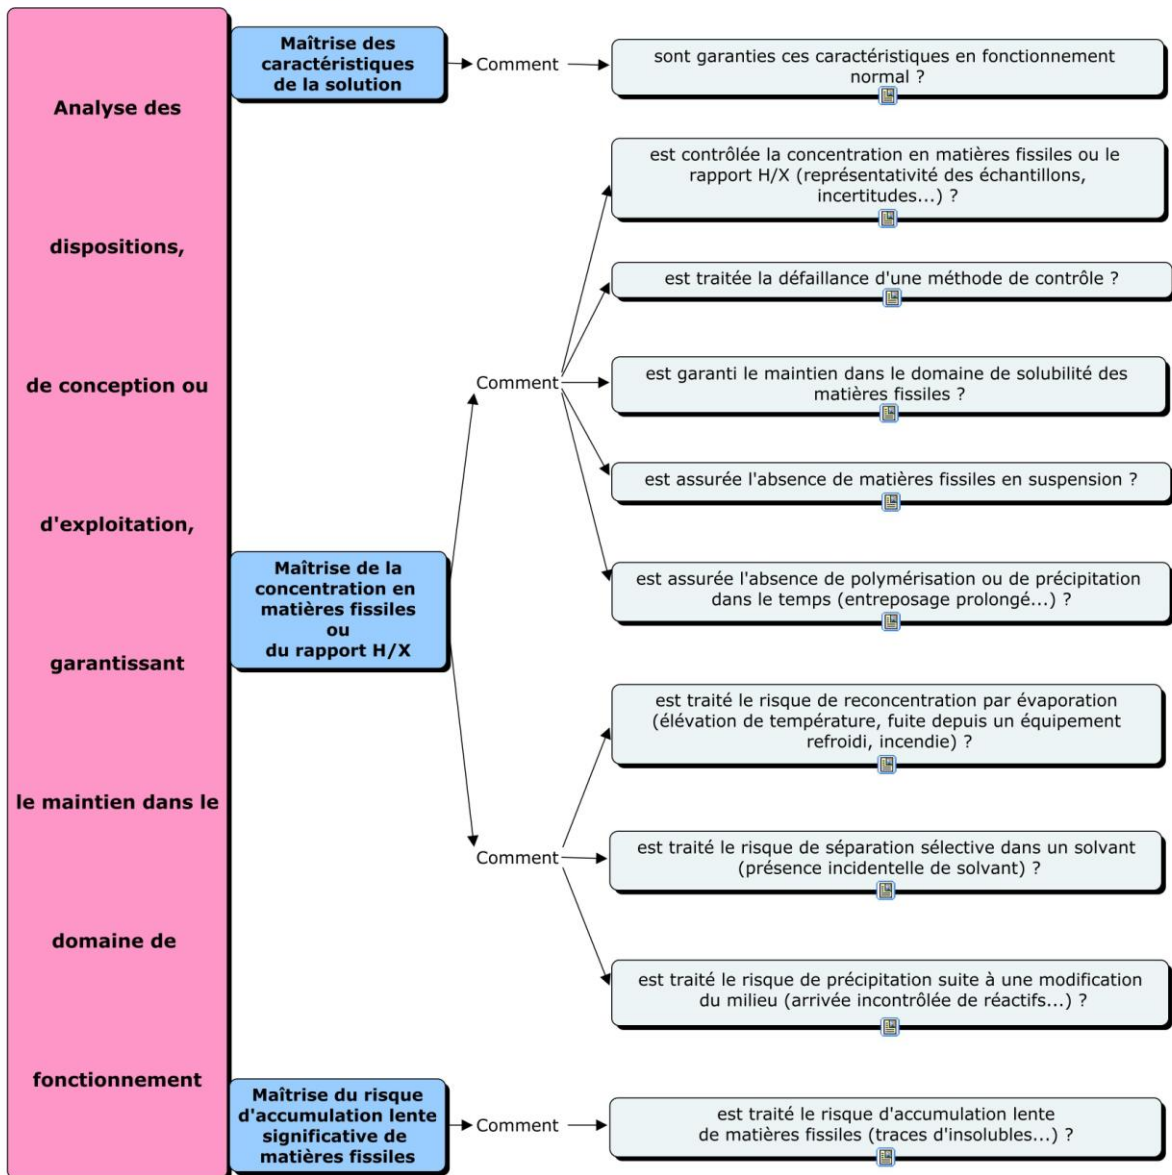 Analyse des
dispositions,
de conception ou
d'exploitation,
garantissant
le maintien dans le
domaine de
fonctionnement
Maîtrise des
caractéristiques
de la solution
Comment
sont garanties ces caractéristiques en fonctionnement
normal ?
Maîtrise de la
concentration en
matières fissiles
ou
du rapport H/X
Comment
est contrôlée la concentration en matières fissiles ou le
rapport H/X (représentativité des échantillons,
incertitudes...) ?
est traitée la défaillance d'une méthode de contrôle ?
est garanti le maintien dans le domaine de solubilité des
matières fissiles ?
est assurée l'absence de matières fissiles en suspension ?
est assurée l'absence de polymérisation ou de précipitation
dans le temps (entreposage prolongé...) ?
Comment
est traité le risque de reconcentration par évaporation
(élévation de température, fuite depuis un équipement
refroidi, incendie) ?
est traité le risque de séparation sélective dans un solvant
(présence incidentelle de solvant) ?
est traité le risque de précipitation suite à une modification
du milieu (arrivée incontrôlée de réactifs...) ?
Maîtrise du risque
d'accumulation lente
significative de
matières fissiles
Comment
est traité le risque d'accumulation lente
de matières fissiles (traces d'insolubles...) ?